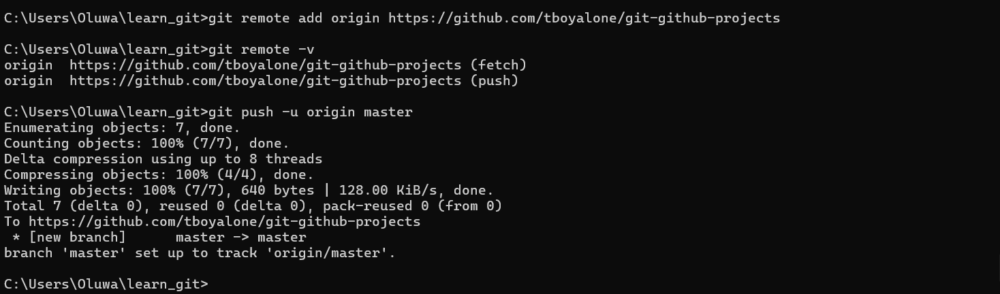 C:\Users\Oluwa\learn_git>git remote add origin https://github.com/tboyalone/git-github-projects
C:\Users\Oluwa\learn_git>git remote -v
origin  https://github.com/tboyalone/git-github-projects (fetch)
origin  https://github.com/tboyalone/git-github-projects (push)
C:\Users\Oluwa\learn_git>git push -u origin master
Enumerating objects: 7, done.
Counting objects: 100% (7/7), done.
Delta compression using up to 8 threads
Compressing objects: 100% (4/4), done.
Writing objects: 100% (7/7), 640 bytes | 128.00 KiB/s, done.
Total 7 (delta 0), reused 0 (delta 0), pack-reused 0 (from 0)
To https://github.com/tboyalone/git-github-projects
 * [new branch]      master -> master
branch 'master' set up to track 'origin/master'.
C:\Users\Oluwa\learn_git>